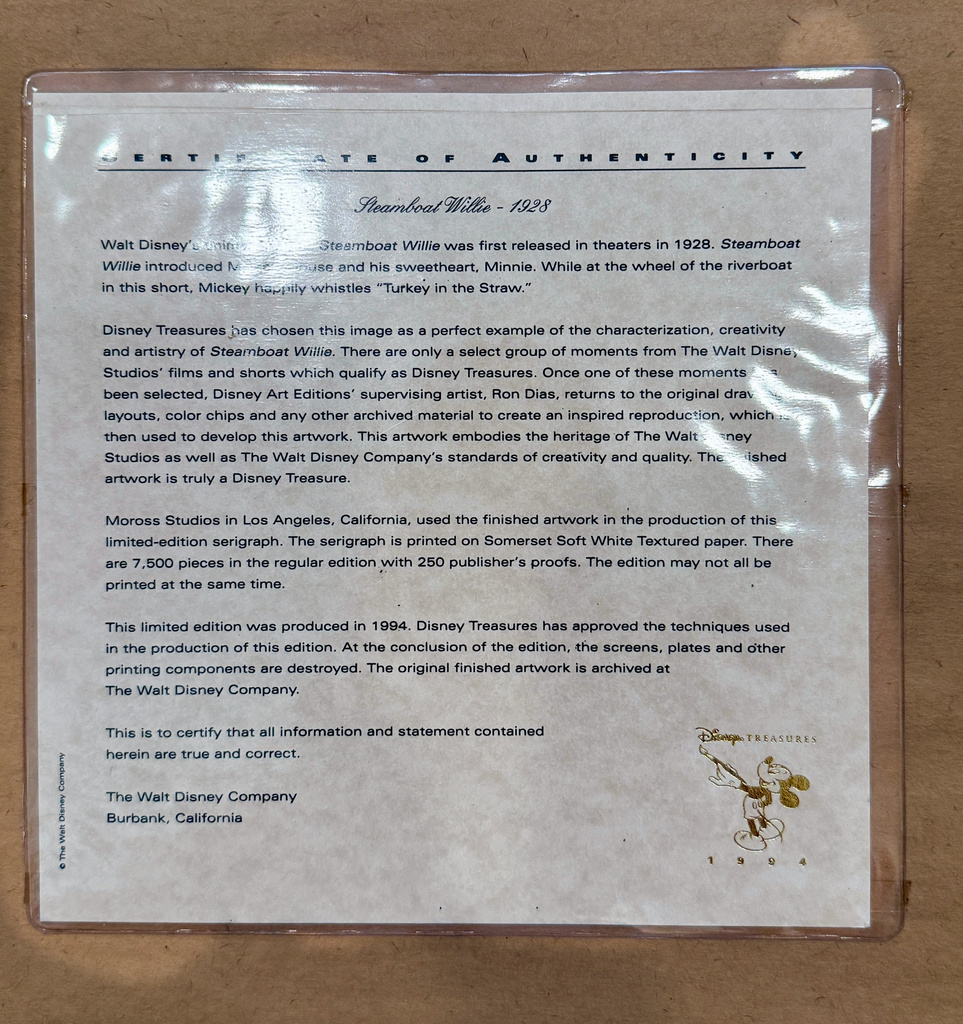 CERTIFICATE OF AUTHENTICITY
Steamboat Willie - 1928
Walt Disney's Steamboat Willie was first released in theaters in 1928. Steamboat
Willie introduced and his sweetheart, Minnie. While at the wheel of the riverboat
in this short, Mickey happily whistles "Turkey in the Straw."
Disney Treasures has chosen this image as a perfect example of the characterization, creativity
and artistry of Steamboat Willie. There are only a select group of moments from The Walt Disney
Studios' films and shorts which qualify as Disney Treasures. Once one of these moments has
been selected, Disney Art Editions' supervising artist, Ron Dias, returns to the original
layouts, color chips and any other archived material to create an inspired reproduction, which is
then used to develop this artwork. This artwork embodies the heritage of The Walt Disney
Studios as well as The Walt Disney Company's standards of creativity and quality. The finished
artwork is truly a Disney Treasure.
Moross Studios in Los Angeles, California, used the finished artwork in the production of this
limited-edition serigraph. The serigraph is printed on Somerset Soft White Textured paper. There
are 7,500 pieces in the regular edition with 250 publisher's proofs. The edition may not all be
printed at the same time.
This limited edition was produced in 1994. Disney Treasures has approved the techniques used
in the production of this edition. At the conclusion of the edition, the screens, plates and other
printing components are destroyed. The original finished artwork is archived at
The Walt Disney Company.
This is to certify that all information and statement contained
herein are true and correct.
The Walt Disney Company
Burbank, California
Disney TREASURES
1994
© The Walt Disney Company